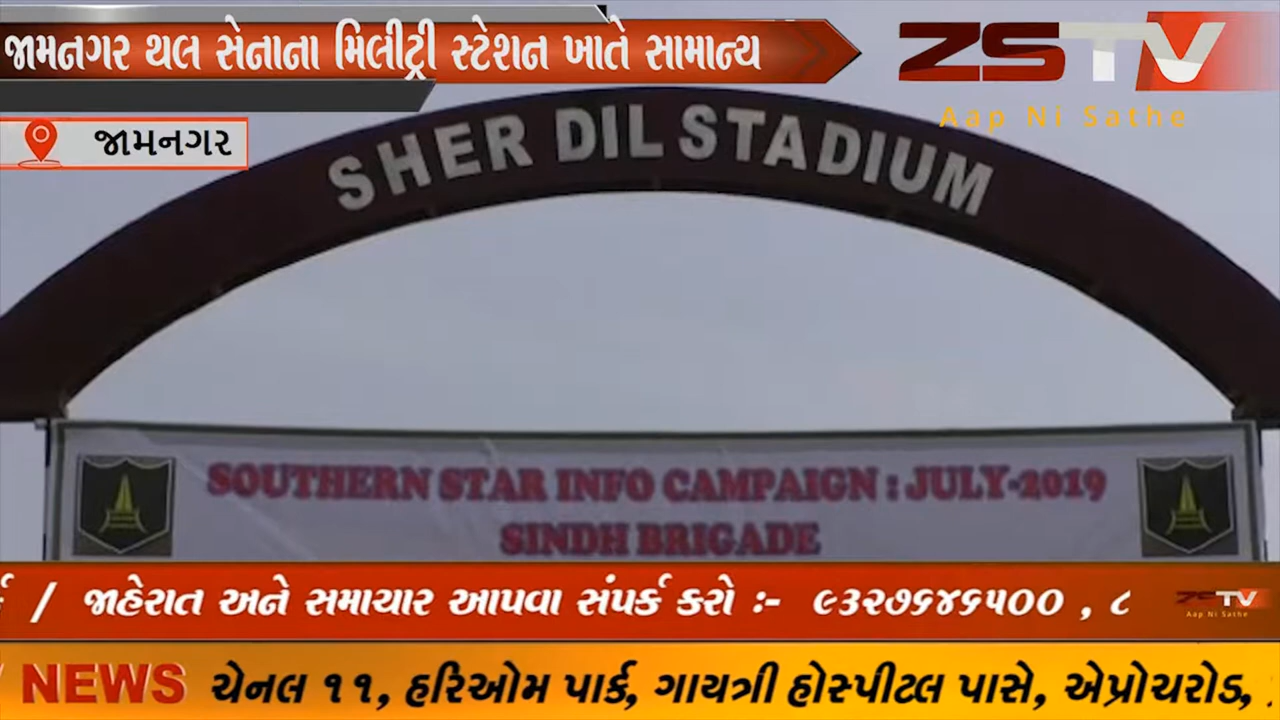 જામનગર થલ સેનાના મિલીટ્રી સ્ટેશન ખાતે સામાન્ય
ZSTV
Aap Ni Sathe
જામનગર
SHER DIL STADIUM
SOUTHERN STAR INFO CAMPAIGN : JULY-2019
SINDH BRIGADE
/ જાહેરાત અને સમાચાર આપવા સંપર્ક કરો :- ૯૩૨૭૬૪૬૫૦૦ , ૮
ZSTV
Aap Ni Sathe
NEWS ચેનલ ૧૧, હરિઓમ પાર્ક, ગાયત્રી હોસ્પીટલ પાસે, એપ્રોચરોડ,